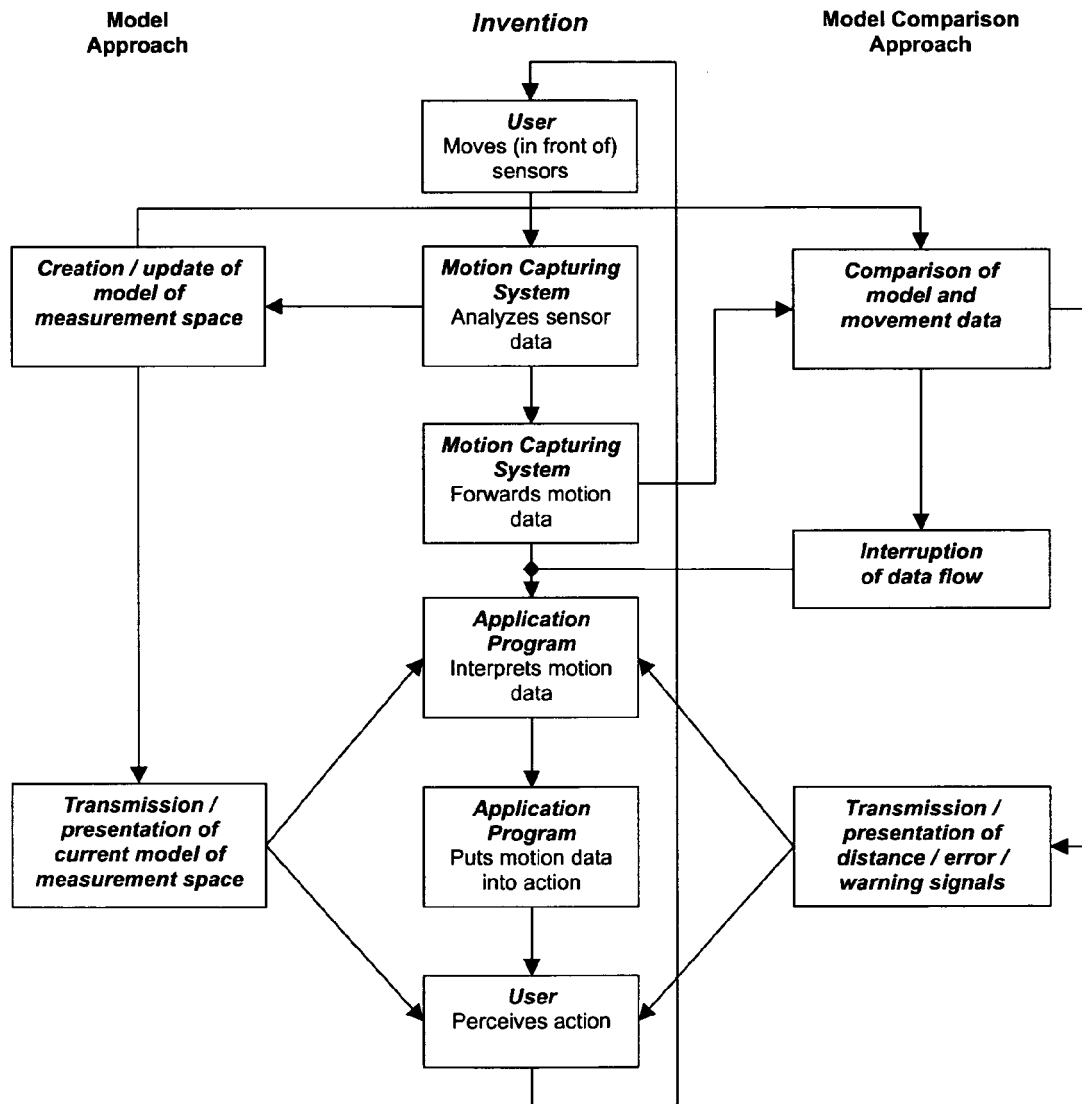 Model
Approach
Invention
Model Comparison
Approach
User
Moves (in front of)
sensors
Creation / update of
model of
measurement space
Motion Capturing
System
Analyzes sensor
data
Comparison of
model and
movement data
Motion Capturing
System
Forwards motion
data
Interruption
of data flow
Application
Program
Interprets motion
data
Transmission /
presentation of
current model of
measurement space
Application
Program
Puts motion data
into action
Transmission /
presentation of
distance / error /
warning signals
User
Perceives action